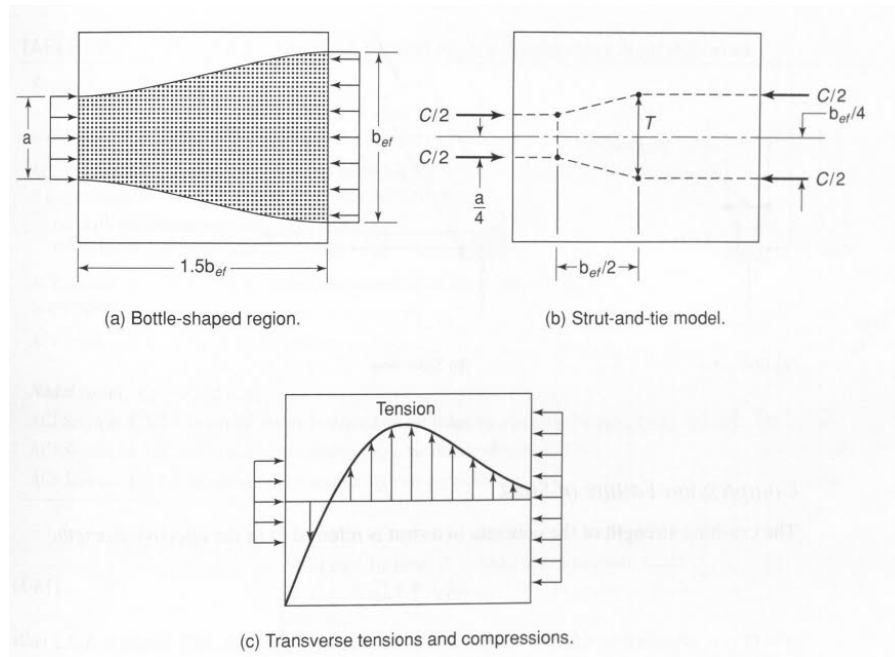 a
b_ef
1.5b_ef
(a) Bottle-shaped region.
C/2
C/2
a/4
T
b_ef/2
C/2
b_ef/4
C/2
(b) Strut-and-tie model.
Tension
(c) Transverse tensions and compressions.